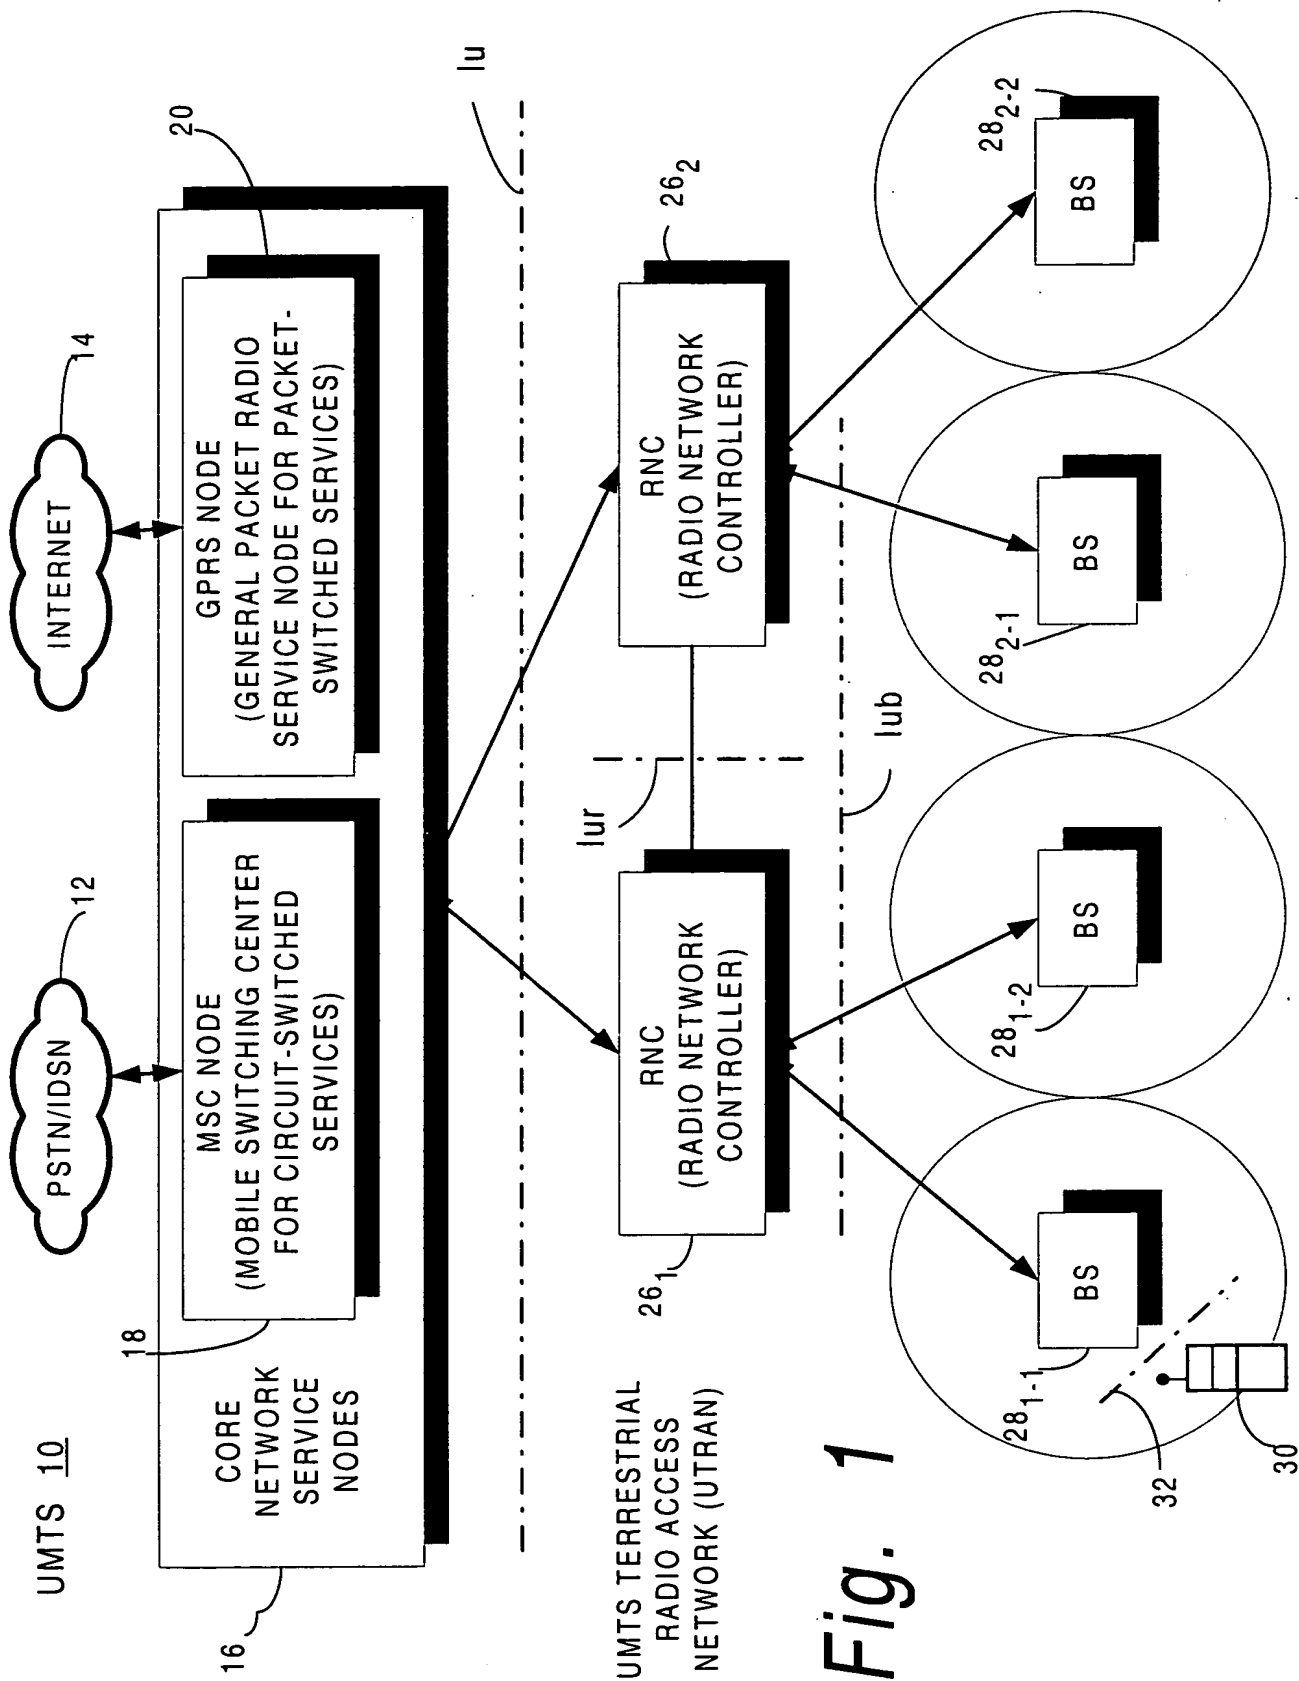 UMTS 10
PSTN/IDSN
12
INTERNET
14
16
CORE
NETWORK
SERVICE
NODES
18
MSC NODE
(MOBILE SWITCHING CENTER
FOR CIRCUIT-SWITCHED
SERVICES)
GPRS NODE
(GENERAL PACKET RADIO
SERVICE NODE FOR PACKET-
SWITCHED SERVICES)
20
Iu
UMTS TERRESTRIAL
RADIO ACCESS
NETWORK (UTRAN)
26₁
RNC
(RADIO NETWORK
CONTROLLER)
Iur
RNC
(RADIO NETWORK
CONTROLLER)
26₂
Iub
28₁₋₁
BS
28₁₋₂
BS
28₂₋₁
BS
28₂₋₂
BS
32
30
Fig. 1